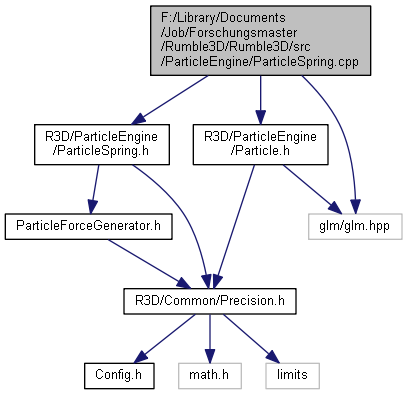 F:/Library/Documents
/Job/Forschungsmaster
/Rumble3D/Rumble3D/src
/ParticleEngine/ParticleSpring.cpp
R3D/ParticleEngine
/ParticleSpring.h
R3D/ParticleEngine
/Particle.h
ParticleForceGenerator.h
glm/glm.hpp
R3D/Common/Precision.h
Config.h
math.h
limits